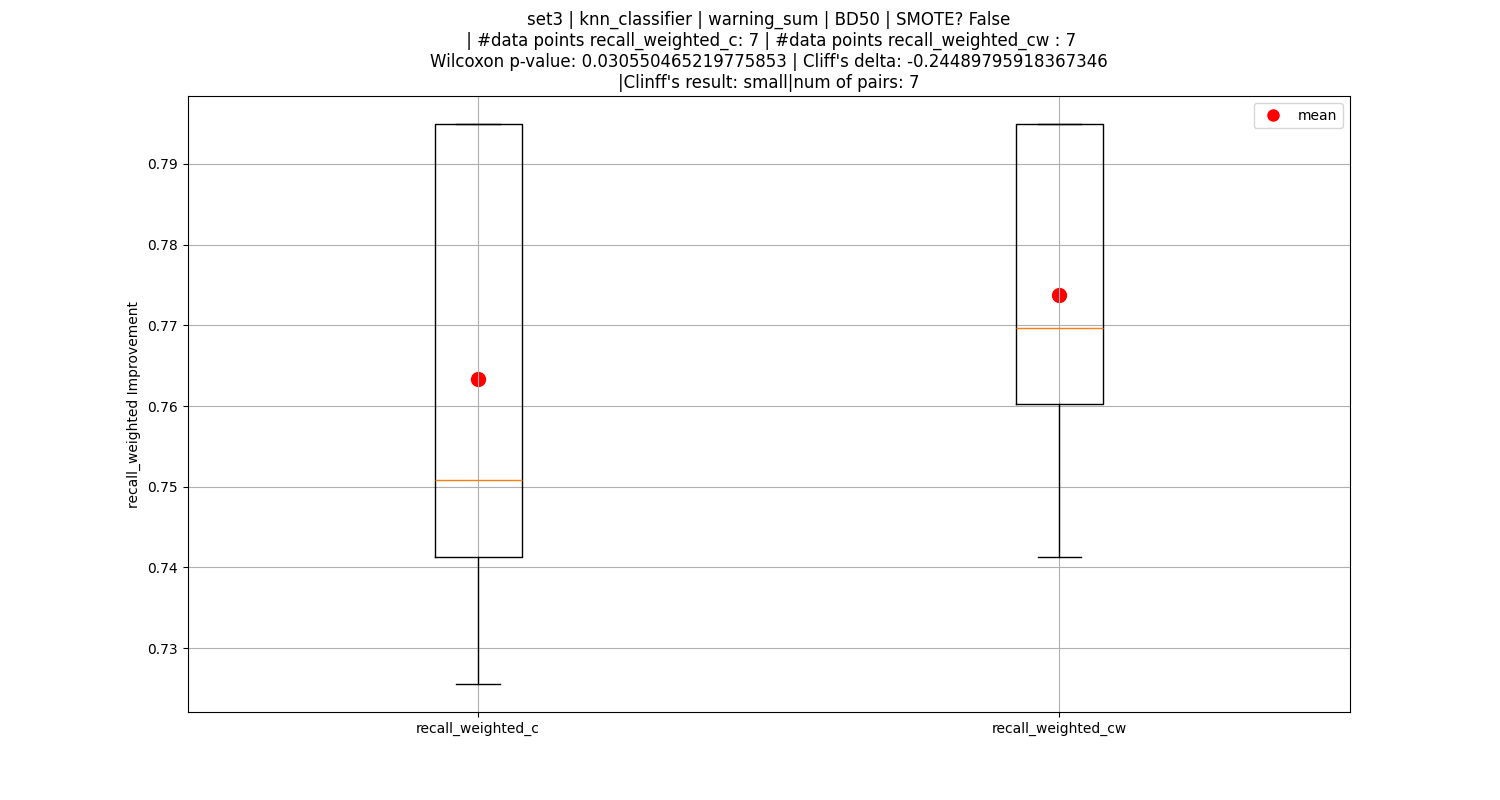 set3 | knn_classifier | warning_sum | BD50 | SMOTE? False
| #data points recall_weighted_c: 7 | #data points recall_weighted_cw : 7
Wilcoxon p-value: 0.030550465219775853 | Cliff's delta: -0.24489795918367346
|Clinff's result: small|num of pairs: 7
mean
0.79
0.78
0.77
0.76
0.75
0.74
0.73
recall_weighted Improvement
recall_weighted_c
recall_weighted_cw